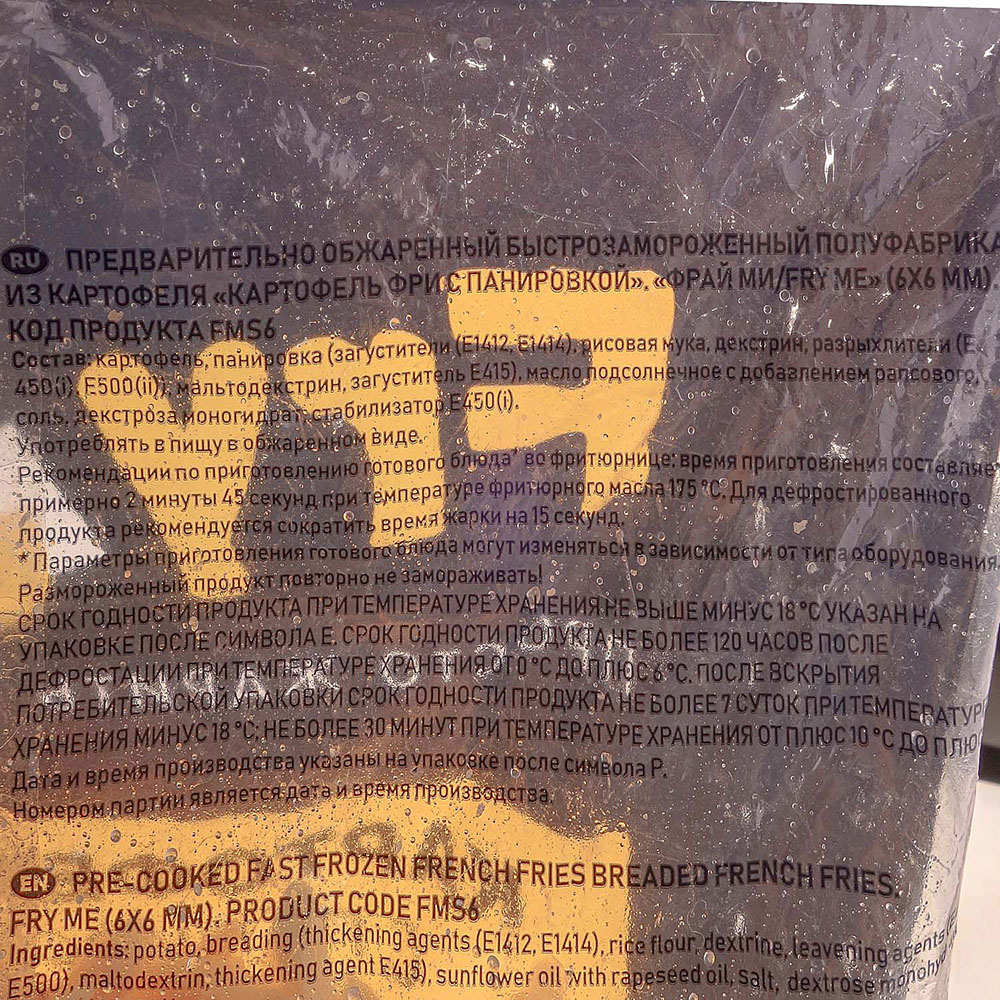 RU ПРЕДВАРИТЕЛЬНО ОБЖАРЕННЫЙ БЫСТРОЗАМОРОЖЕННЫЙ ПОЛУФАБРИКА
ИЗ КАРТОФЕЛЯ «КАРТОФЕЛЬ ФРИ С ПАНИРОВКОЙ». «ФРАЙ МИ/FRY ME» (6X6 ММ).
КОД ПРОДУКТА FMS6
Состав: картофель, панировка (загустители (E1412, E1414), рисовая мука, декстрин, разрыхлители (E
450(i), E500(ii)), мальтодекстрин, загуститель E415), масло подсолнечное с добавлением рапсового,
соль, декстроза моногидрат, стабилизатор E450(i).
Употреблять в пищу в обжаренном виде.
Рекомендации по приготовлению готового блюда* во фритюрнице: время приготовления составляе
примерно 2 минуты 45 секунд при температуре фритюрного масла 175 °C. Для дефростированного
продукта рекомендуется сократить время жарки на 15 секунд.
* Параметры приготовления готового блюда могут изменяться в зависимости от типа оборудования.
Размороженный продукт повторно не замораживать!
СРОК ГОДНОСТИ ПРОДУКТА ПРИ ТЕМПЕРАТУРЕ ХРАНЕНИЯ НЕ ВЫШЕ МИНУС 18 °C УКАЗАН НА
УПАКОВКЕ ПОСЛЕ СИМВОЛА E. СРОК ГОДНОСТИ ПРОДУКТА НЕ БОЛЕЕ 120 ЧАСОВ ПОСЛЕ
ДЕФРОСТАЦИИ ПРИ ТЕМПЕРАТУРЕ ХРАНЕНИЯ ОТ 0 °C ДО ПЛЮС 6 °C. ПОСЛЕ ВСКРЫТИЯ
ПОТРЕБИТЕЛЬСКОЙ УПАКОВКИ СРОК ГОДНОСТИ ПРОДУКТА НЕ БОЛЕЕ 7 СУТОК ПРИ ТЕМПЕРАТУРЕ
ХРАНЕНИЯ МИНУС 18 °C; НЕ БОЛЕЕ 30 МИНУТ ПРИ ТЕМПЕРАТУРЕ ХРАНЕНИЯ ОТ ПЛЮС 10 °C ДО ПЛЮ
Дата и время производства указаны на упаковке после символа P.
Номером партии является дата и время производства.
EN PRE-COOKED FAST FROZEN FRENCH FRIES BREADED FRENCH FRIES.
FRY ME (6X6 MM). PRODUCT CODE FMS6
Ingredients: potato, breading (thickening agents (E1412, E1414), rice flour, dextrine, leavening agents
E500), maltodextrin, thickening agent E415), sunflower oil with rapeseed oil, salt, dextrose monohyd